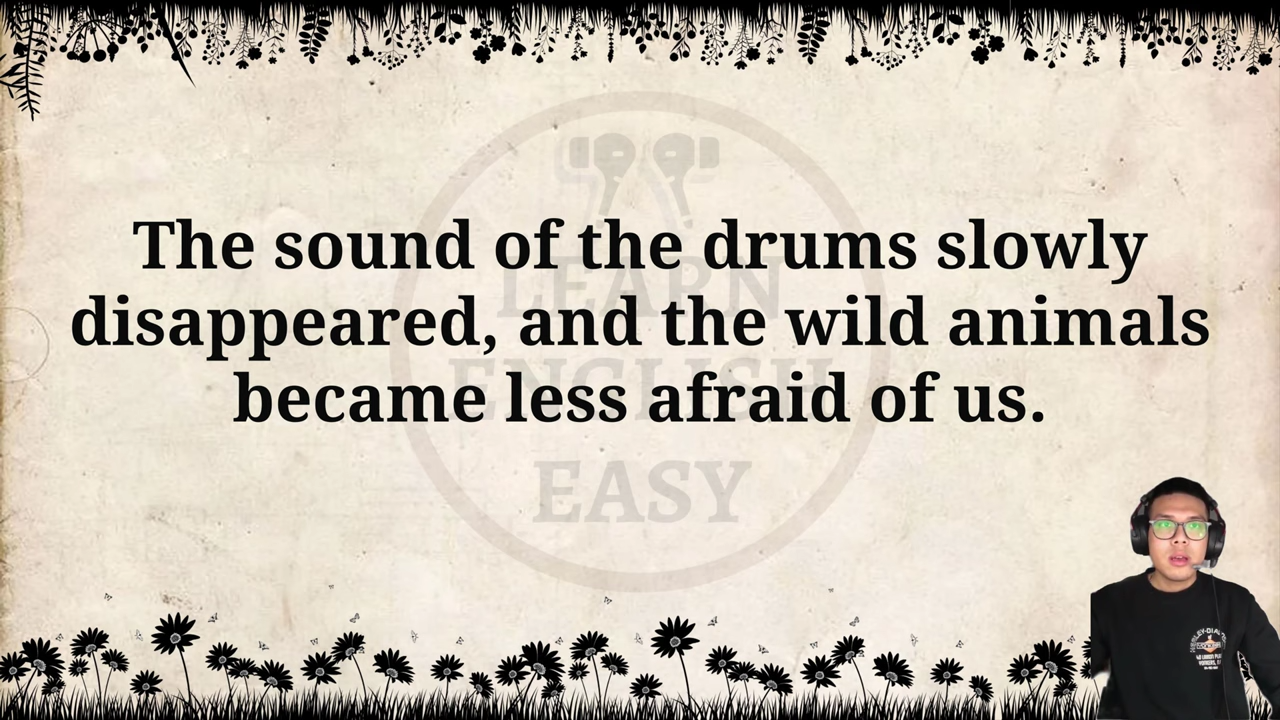 The sound of the drums slowly
disappeared, and the wild animals
became less afraid of us.
LEARN
ENGLISH
EASY